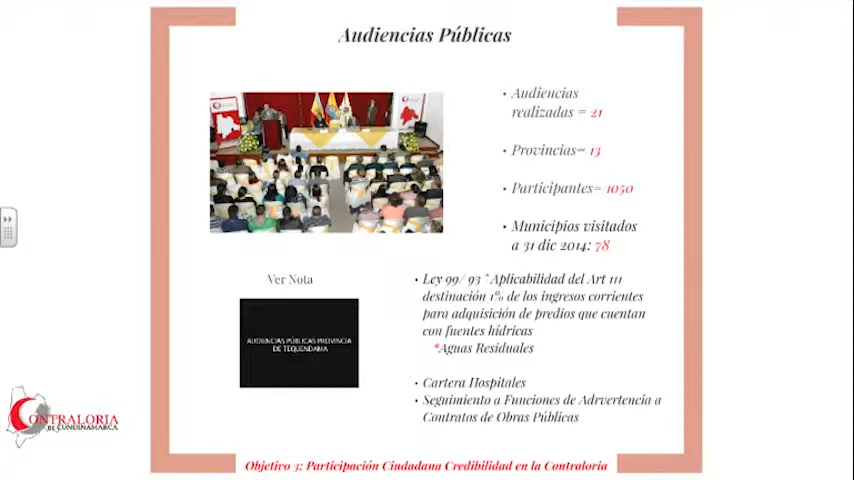 Audiencias Públicas
• Audiencias
realizadas = 21
• Provincias= 13
• Participantes= 1050
• Municipios visitados
a 31 dic 2014: 78
Ver Nota
AUDIENCIAS PÚBLICAS PROVINCIA
DE TEQUENDAMA
• Ley 99/ 93 " Aplicabilidad del Art 111
destinación 1% de los ingresos corrientes
para adquisición de predios que cuentan
con fuentes hídricas
*Aguas Residuales
• Cartera Hospitales
• Seguimiento a Funciones de Adrvertencia a
Contratos de Obras Públicas
CONTRALORIA
DE CUNDINAMARCA
Objetivo 3: Participación Ciudadana Credibilidad en la Contraloria